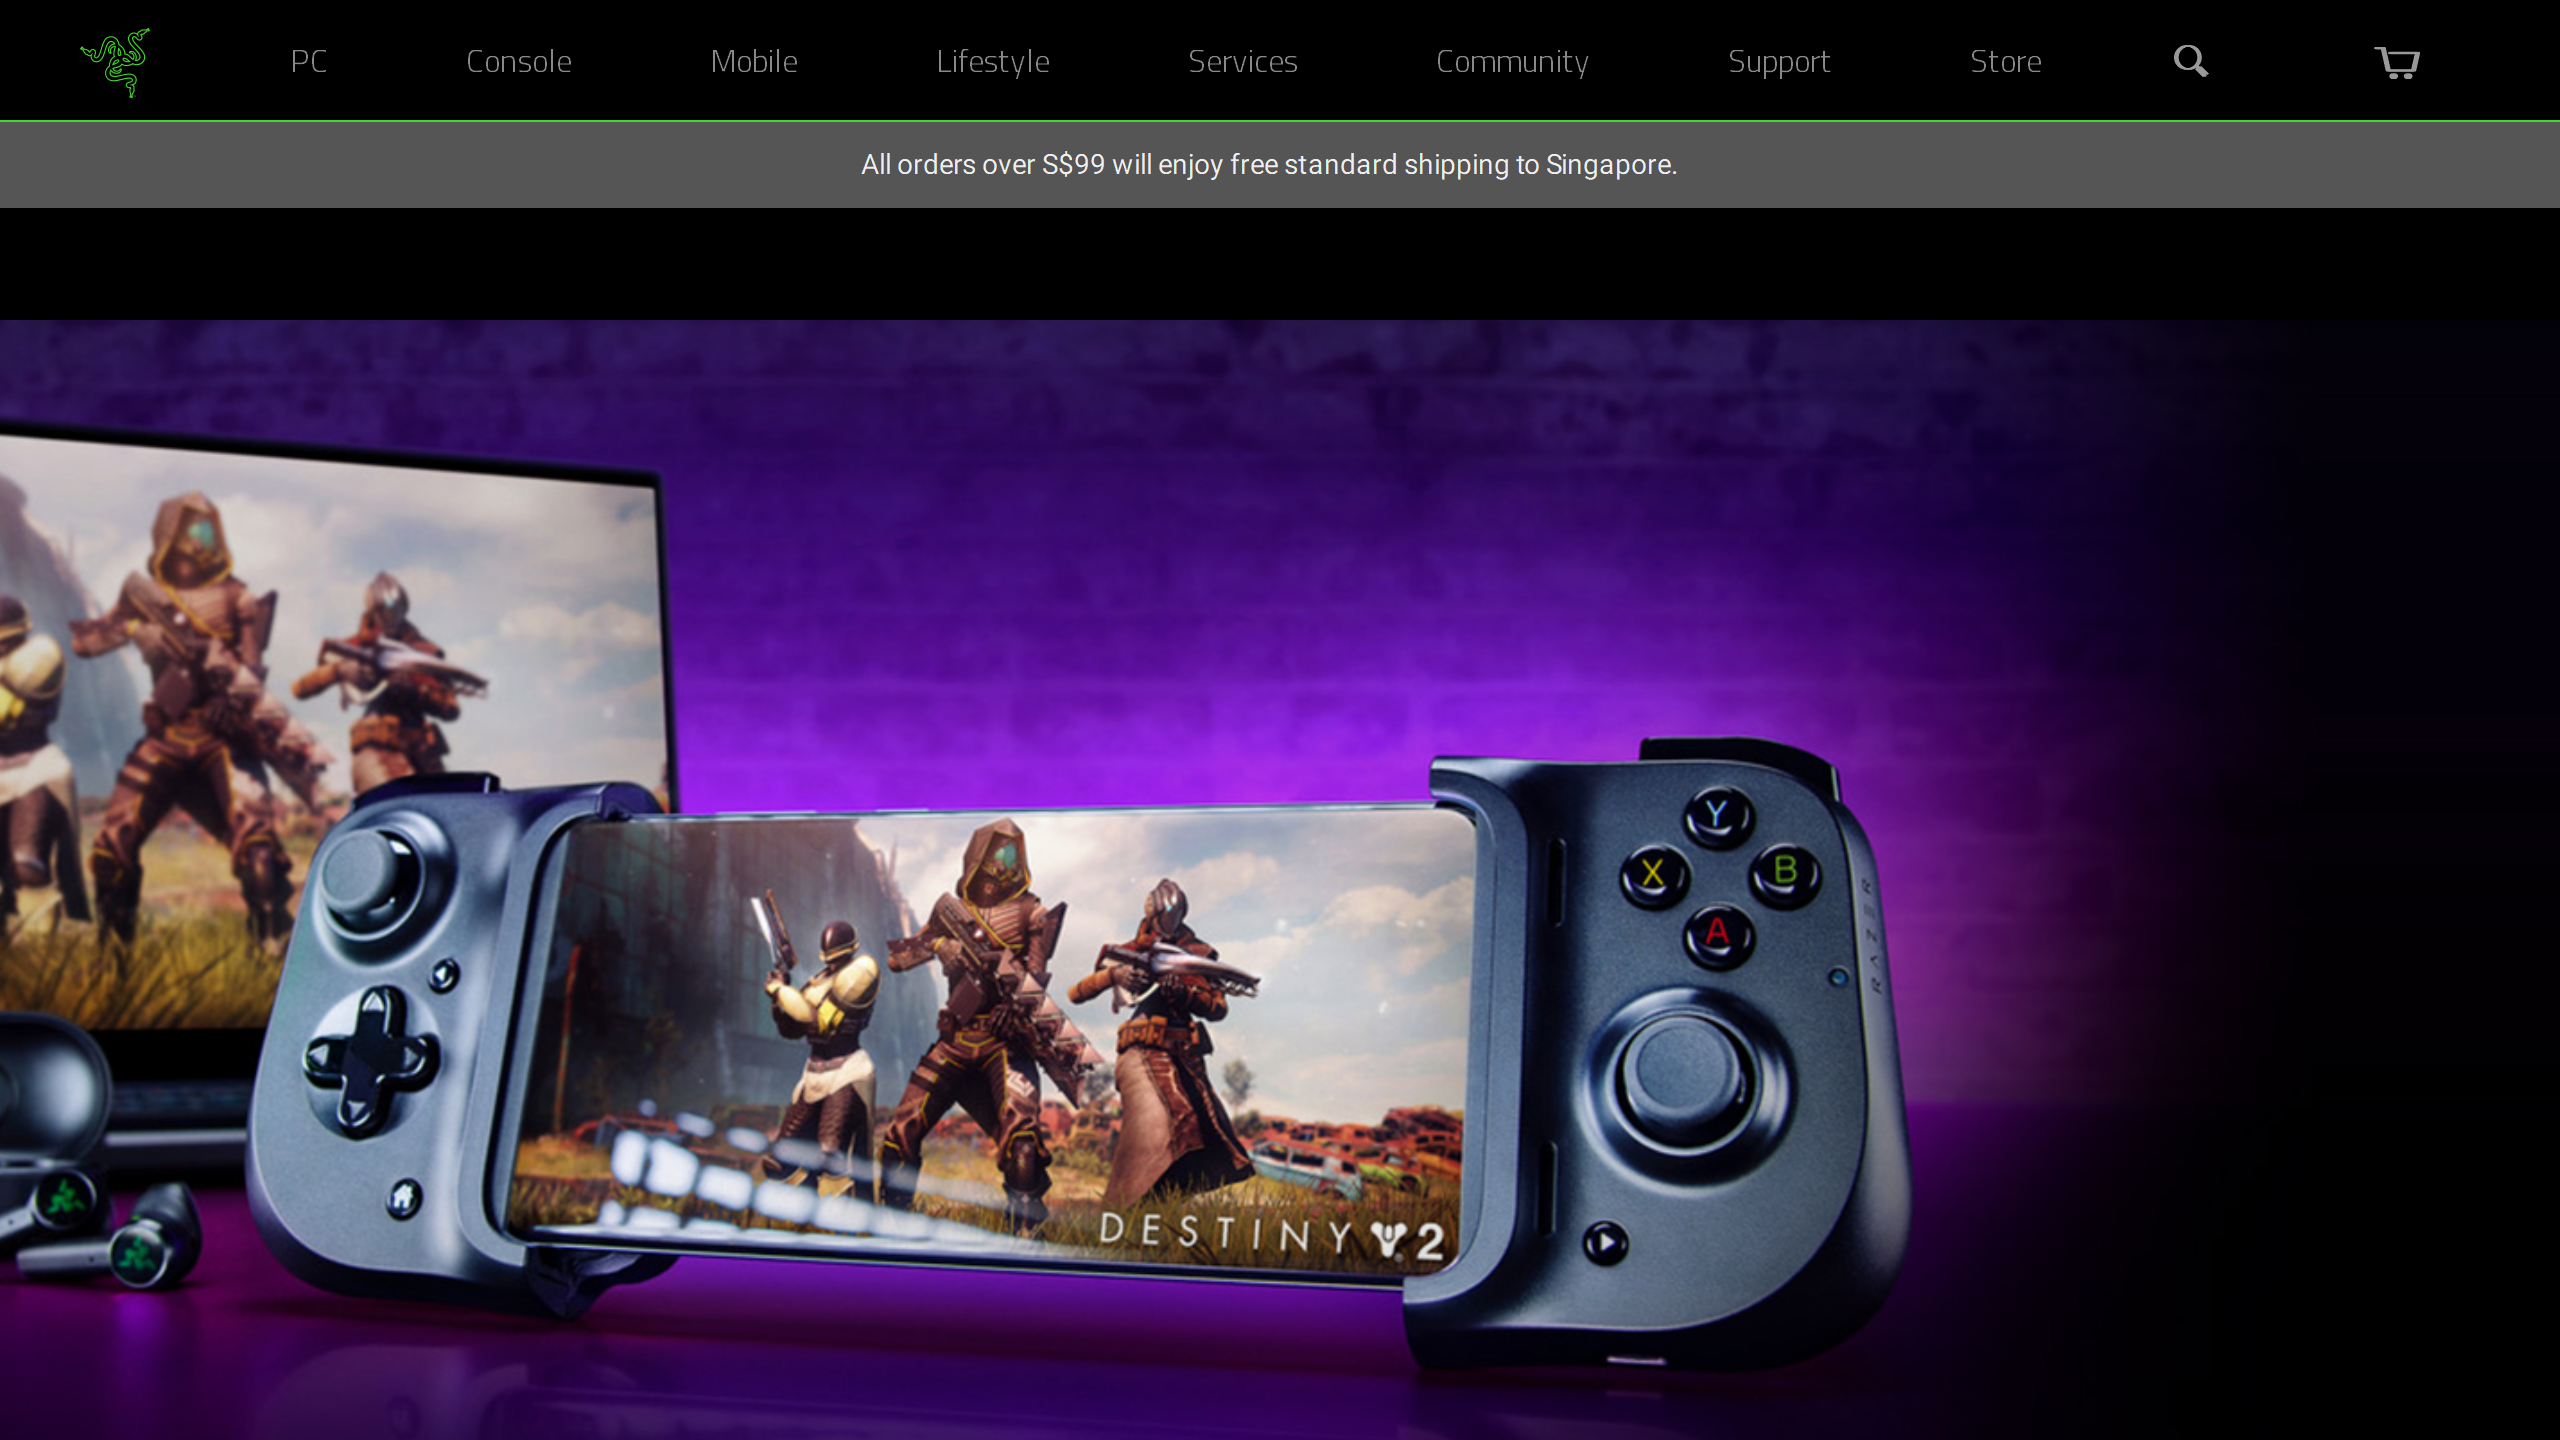 PC Console Mobile Lifestyle Services Community Support Store
All orders over S$99 will enjoy free standard shipping to Singapore.
Y
X B
A
RAZER
DESTINY 2